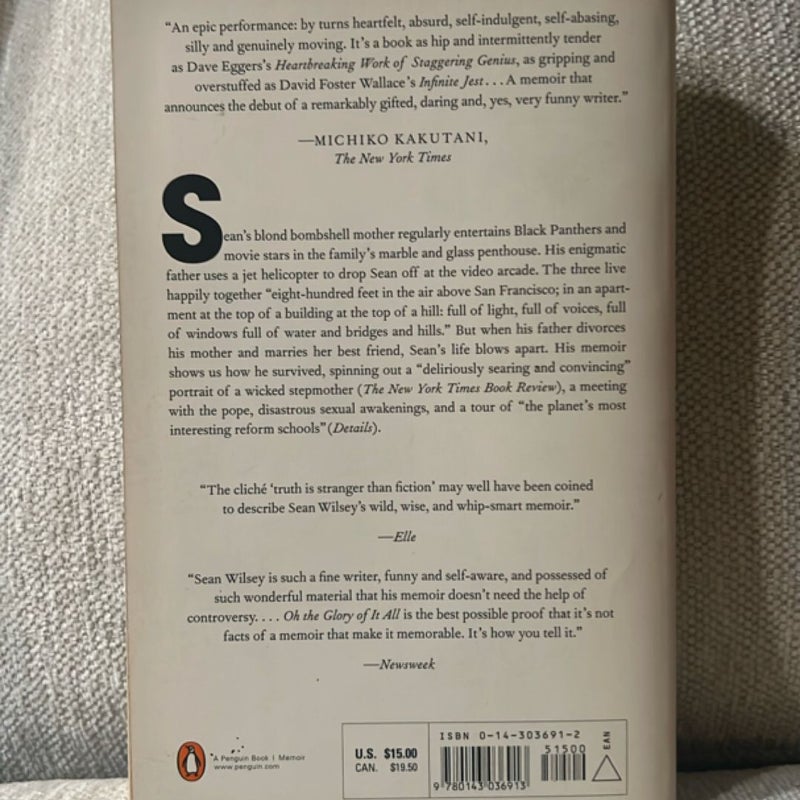 “An epic performance: by turns heartfelt, absurd, self-indulgent, self-abasing,
silly and genuinely moving. It’s a book as hip and intermittently tender
as Dave Eggers’s Heartbreaking Work of Staggering Genius, as gripping and
overstuffed as David Foster Wallace’s Infinite Jest . . . A memoir that
announces the debut of a remarkably gifted, daring and, yes, very funny writer.”
—MICHIKO KAKUTANI,
The New York Times
Sean’s blond bombshell mother regularly entertains Black Panthers and
movie stars in the family’s marble and glass penthouse. His enigmatic
father uses a jet helicopter to drop Sean off at the video arcade. The three live
happily together “eight-hundred feet in the air above San Francisco; in an apart-
ment at the top of a building at the top of a hill: full of light, full of voices, full
of windows full of water and bridges and hills.” But when his father divorces
his mother and marries her best friend, Sean’s life blows apart. His memoir
shows us how he survived, spinning out a “deliriously searing and convincing”
portrait of a wicked stepmother (The New York Times Book Review), a meeting
with the pope, disastrous sexual awakenings, and a tour of “the planet’s most
interesting reform schools” (Details).
“The cliché ‘truth is stranger than fiction’ may well have been coined
to describe Sean Wilsey’s wild, wise, and whip-smart memoir.”
—Elle
“Sean Wilsey is such a fine writer, funny and self-aware, and possessed of
such wonderful material that his memoir doesn’t need the help of
controversy. . . . Oh the Glory of It All is the best possible proof that it’s not
facts of a memoir that make it memorable. It’s how you tell it.”
—Newsweek
A Penguin Book | Memoir
www.penguin.com
U.S. $15.00
CAN. $19.50
ISBN 0-14-303691-2
51500
EAN
9 780143 036913